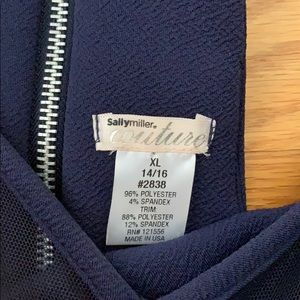 Sallymiller.
couture
XL
14/16
#2838
96% POLYESTER
4% SPANDEX
TRIM:
88% POLYESTER
12% SPANDEX
RN# 121556
MADE IN USA